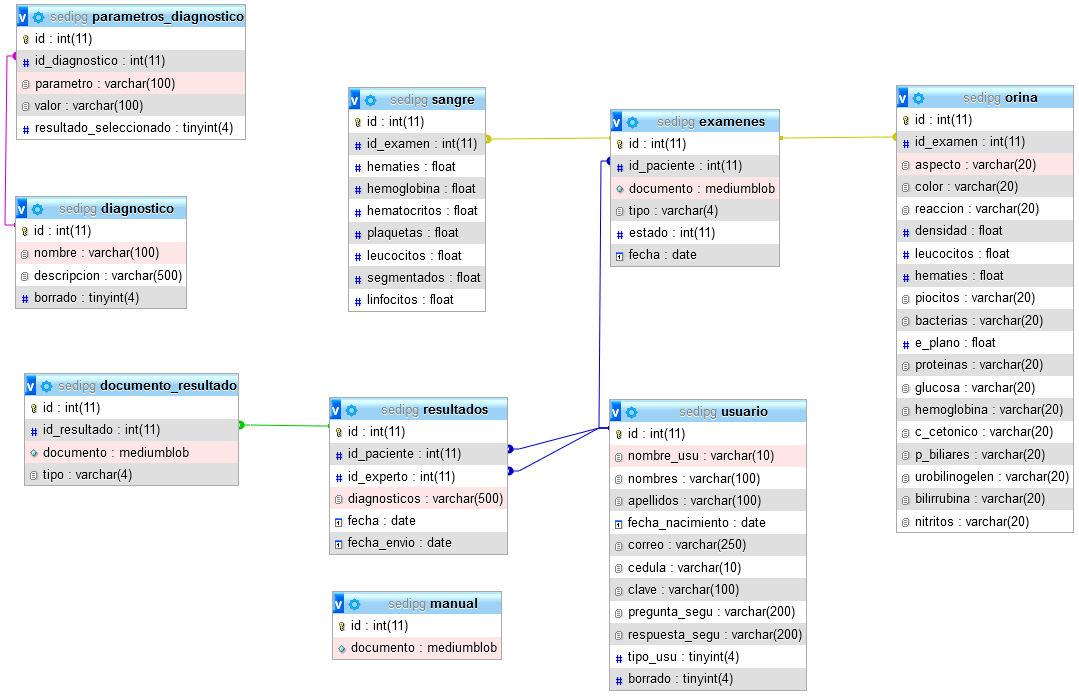 sedipg parametros_diagnostico
id : int(11)
id_diagnostico : int(11)
parametro : varchar(100)
valor : varchar(100)
resultado_seleccionado : tinyint(4)
sedipg diagnostico
id : int(11)
nombre : varchar(100)
descripcion : varchar(500)
borrado : tinyint(4)
sedipg sangre
id : int(11)
id_examen : int(11)
hematies : float
hemoglobina : float
hematocritos : float
plaquetas : float
leucocitos : float
segmentados : float
linfocitos : float
sedipg examenes
id : int(11)
id_paciente : int(11)
documento : mediumblob
tipo : varchar(4)
estado : int(11)
fecha : date
sedipg orina
id : int(11)
id_examen : int(11)
aspecto : varchar(20)
color : varchar(20)
reaccion : varchar(20)
densidad : float
leucocitos : float
hematies : float
piocitos : varchar(20)
bacterias : varchar(20)
e_plano : float
proteinas : varchar(20)
glucosa : varchar(20)
hemoglobina : varchar(20)
c_cetonico : varchar(20)
p_biliares : varchar(20)
urobilinogelen : varchar(20)
bilirrubina : varchar(20)
nitritos : varchar(20)
sedipg documento_resultado
id : int(11)
id_resultado : int(11)
documento : mediumblob
tipo : varchar(4)
sedipg resultados
id : int(11)
id_paciente : int(11)
id_experto : int(11)
diagnosticos : varchar(500)
fecha : date
fecha_envio : date
sedipg usuario
id : int(11)
nombre_usu : varchar(10)
nombres : varchar(100)
apellidos : varchar(100)
fecha_nacimiento : date
correo : varchar(250)
cedula : varchar(10)
clave : varchar(100)
pregunta_segu : varchar(200)
respuesta_segu : varchar(200)
tipo_usu : tinyint(4)
borrado : tinyint(4)
sedipg manual
id : int(11)
documento : mediumblob